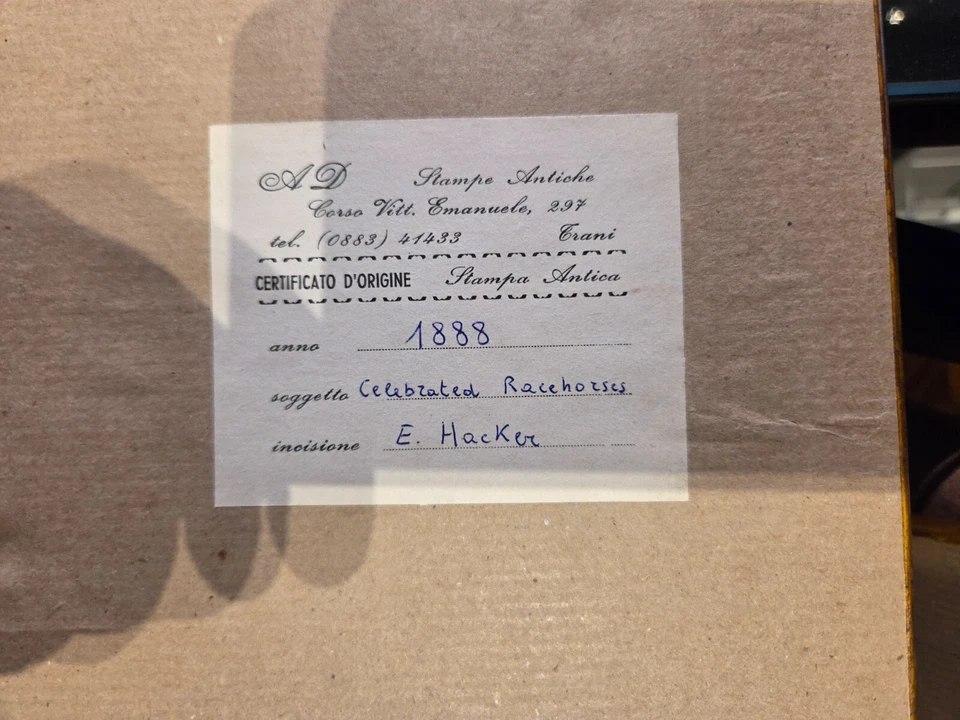 AD Stampe Antiche
Corso Vitt. Emanuele, 297
tel. (0883) 41433 Trani
CERTIFICATO D'ORIGINE Stampa Antica
anno 1888
soggetto Celebrated Racehorses
incisione E. Hacker